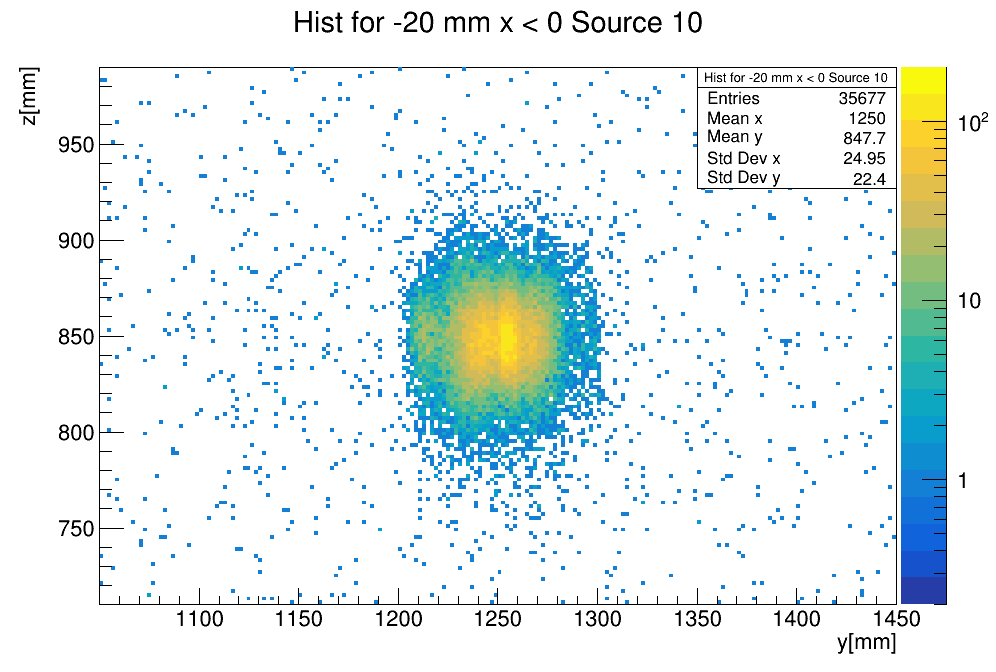 Hist for -20 mm x < 0 Source 10
z[mm]
Hist for -20 mm x < 0 Source 10
Entries 35677
Mean x 1250
Mean y 847.7
Std Dev x 24.95
Std Dev y 22.4
950
900
850
800
750
1100 1150 1200 1250 1300 1350 1400 1450
y[mm]
10²
10
1